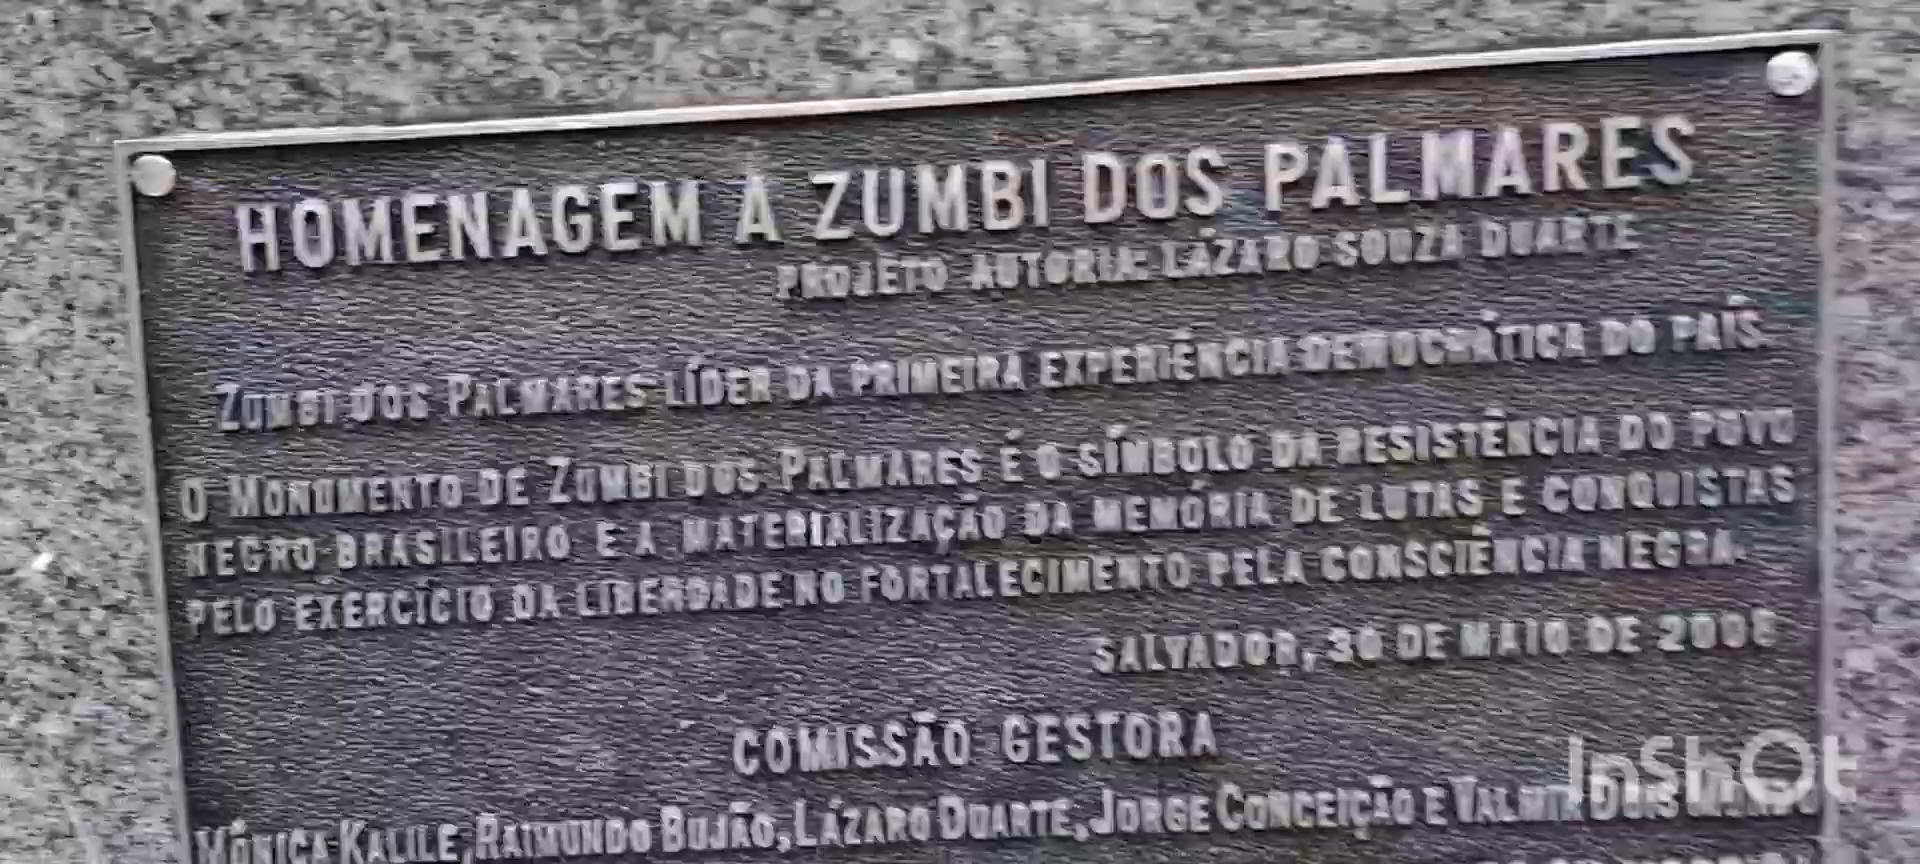 HOMENAGEM A ZUMBI DOS PALMARES
PROJETO AUTORIA: LÁZARO SOUZA DUARTE
ZUMBI DOS PALMARES LÍDER DA PRIMEIRA EXPERIÊNCIA DEMOCRÁTICA DO PAÍS.
O MONUMENTO DE ZUMBI DOS PALMARES É O SÍMBOLO DA RESISTÊNCIA DO POVO
NEGRO BRASILEIRO E A MATERIALIZAÇÃO DA MEMÓRIA DE LUTAS E CONQUISTAS
PELO EXERCÍCIO DA LIBERDADE NO FORTALECIMENTO PELA CONSCIÊNCIA NEGRA.
SALVADOR, 30 DE MAIO DE 2008
COMISSÃO GESTORA
MÔNICA KALILE, RAIMUNDO BUJÃO, LÁZARO DUARTE, JORGE CONCEIÇÃO E VALMIR
InShOt